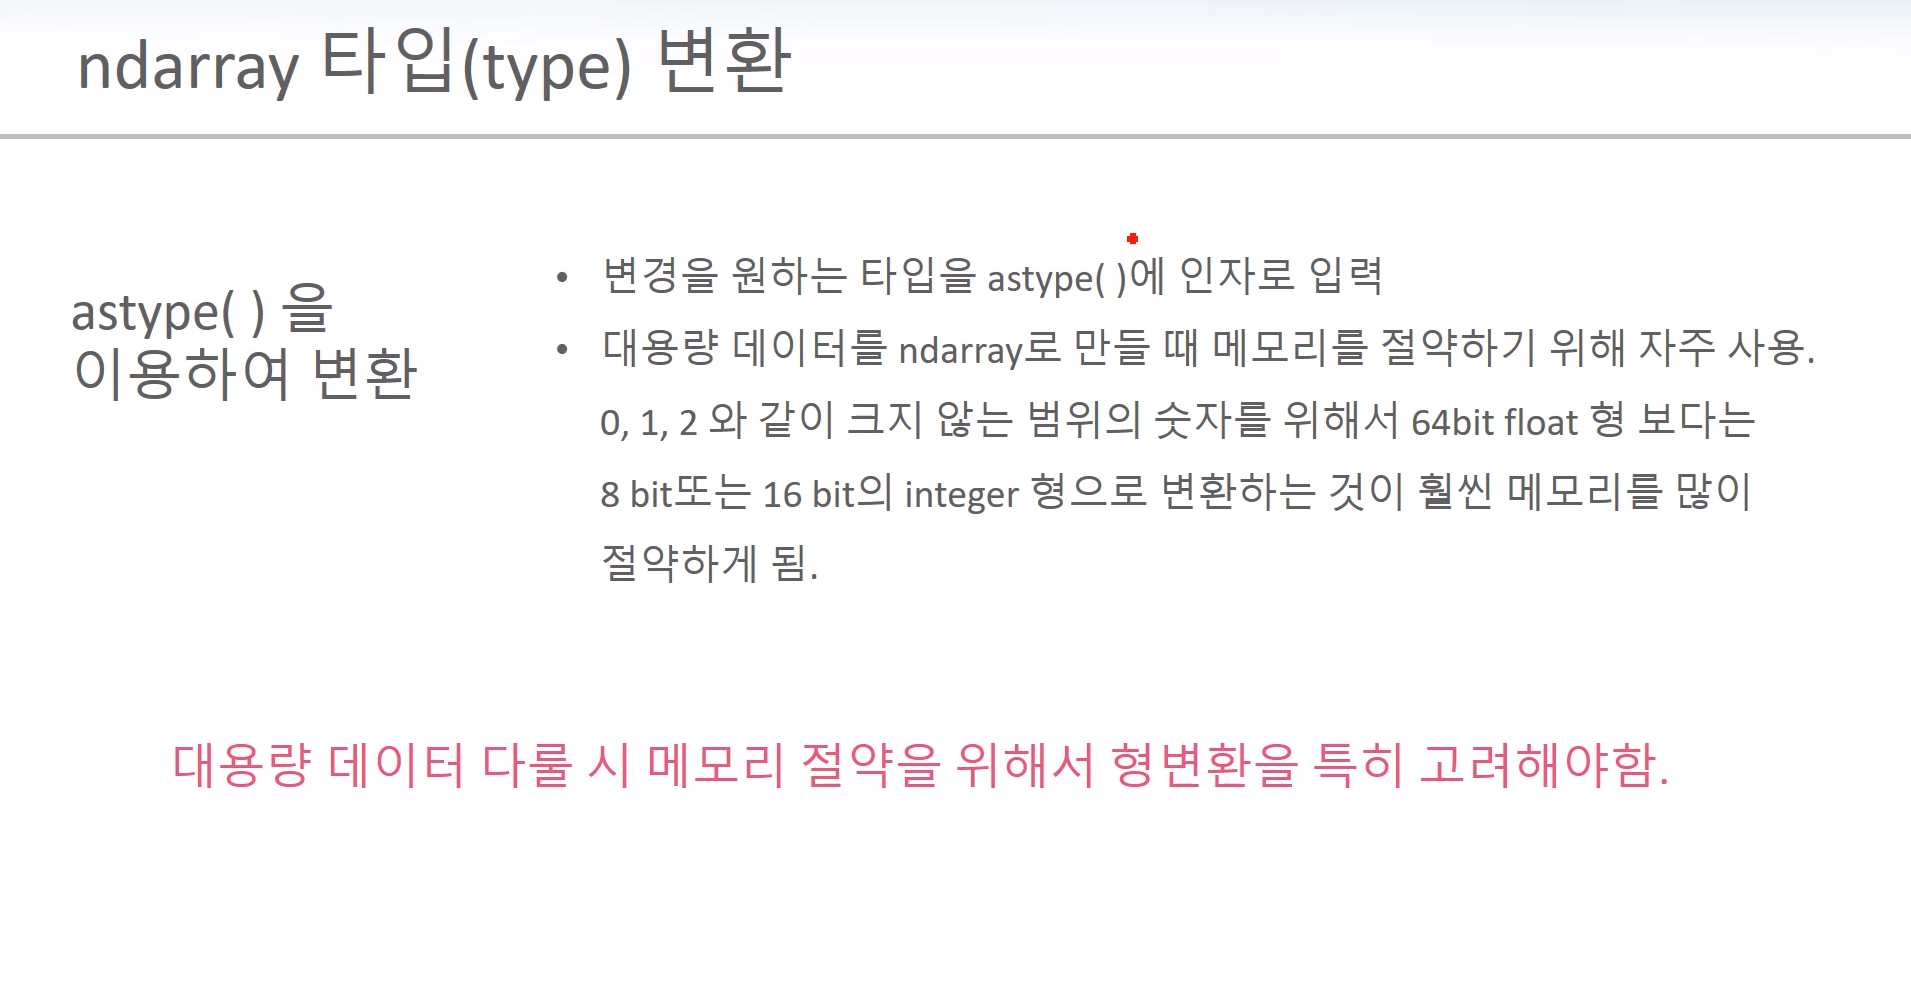 ndarray 타입(type) 변환
astype( ) 을
이용하여 변환
• 변경을 원하는 타입을 astype( )에 인자로 입력
• 대용량 데이터를 ndarray로 만들 때 메모리를 절약하기 위해 자주 사용.
0, 1, 2 와 같이 크지 않는 범위의 숫자를 위해서 64bit float 형 보다는
8 bit또는 16 bit의 integer 형으로 변환하는 것이 훨씬 메모리를 많이
절약하게 됨.
대용량 데이터 다룰 시 메모리 절약을 위해서 형변환을 특히 고려해야함.